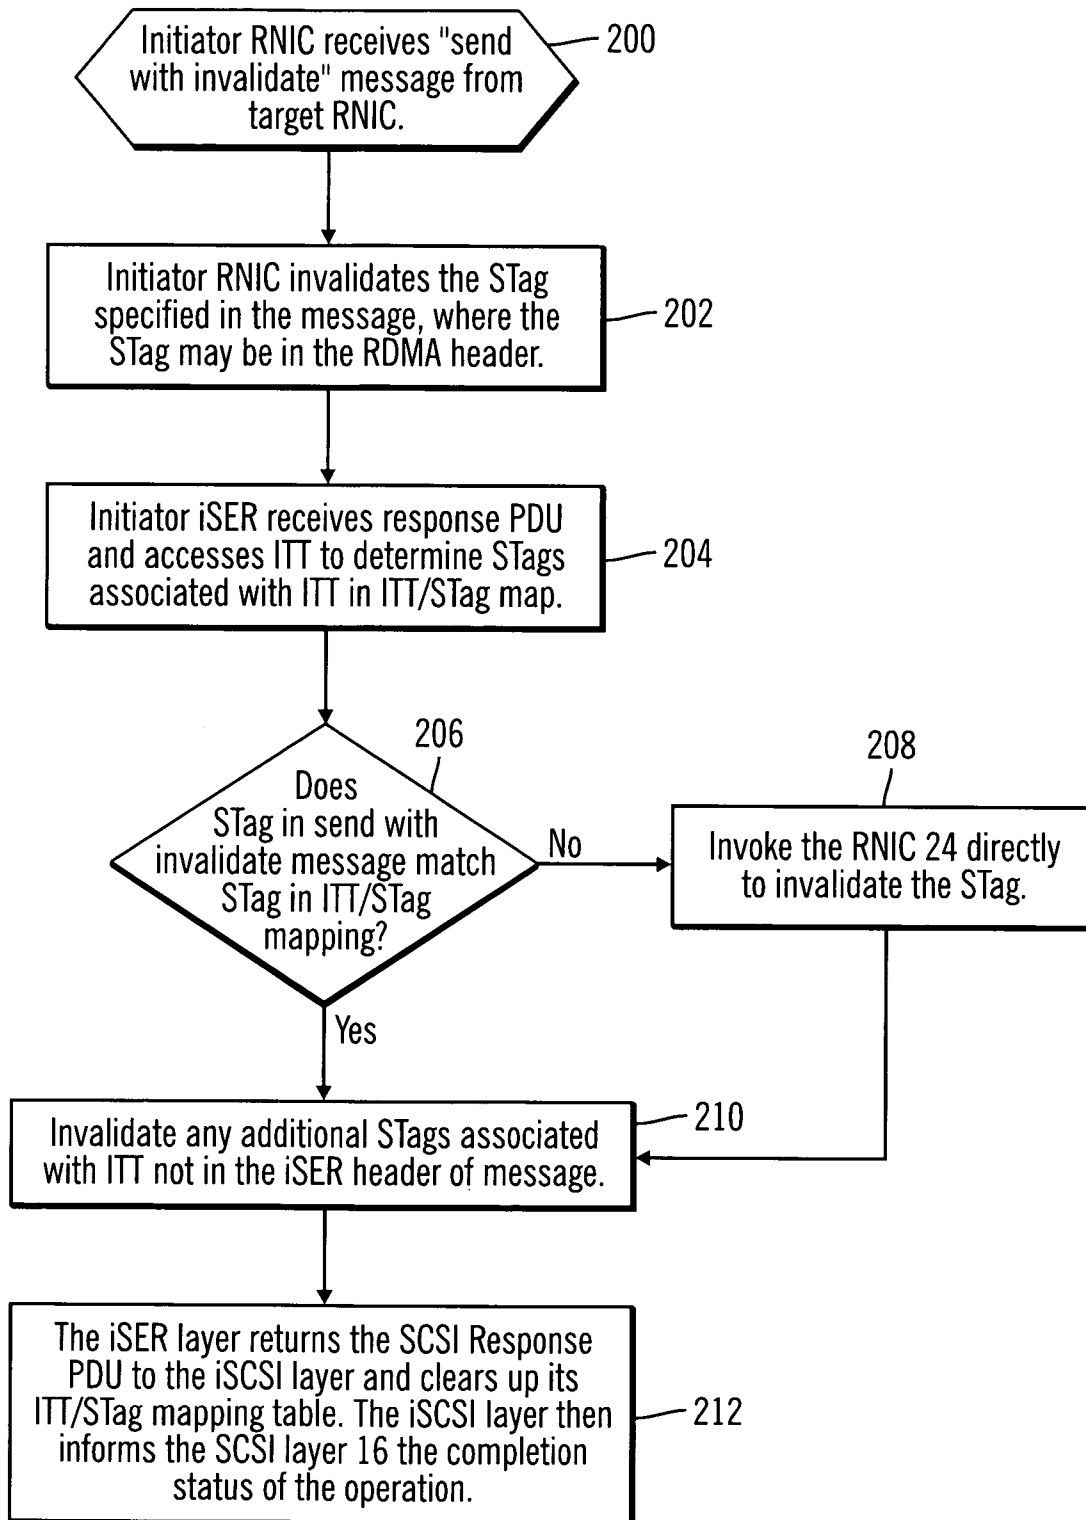 Initiator RNIC receives "send
with invalidate" message from
target RNIC.
200
Initiator RNIC invalidates the STag
specified in the message, where the
STag may be in the RDMA header.
202
Initiator iSER receives response PDU
and accesses ITT to determine STags
associated with ITT in ITT/STag map.
204
206
Does
STag in send with
invalidate message match
STag in ITT/STag
mapping?
No
208
Invoke the RNIC 24 directly
to invalidate the STag.
Yes
Invalidate any additional STags associated
with ITT not in the iSER header of message.
210
The iSER layer returns the SCSI Response
PDU to the iSCSI layer and clears up its
ITT/STag mapping table. The iSCSI layer then
informs the SCSI layer 16 the completion
status of the operation.
212